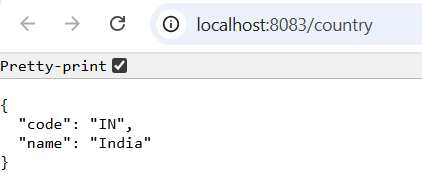 localhost:8083/country
Pretty-print
{
  "code": "IN",
  "name": "India"
}